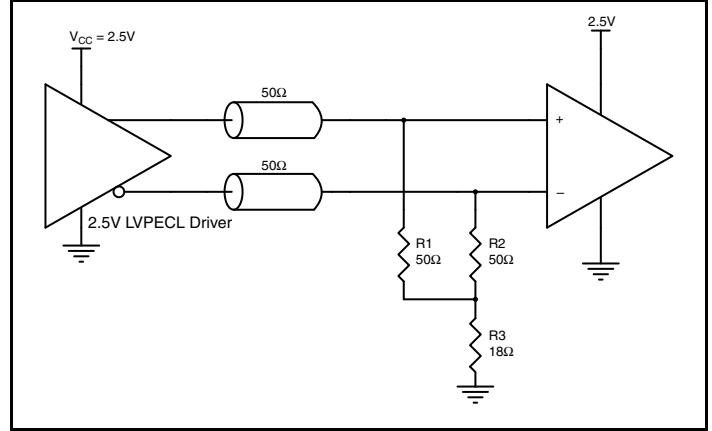 V_CC = 2.5V
2.5V
50Ω
+
50Ω
–
2.5V LVPECL Driver
R1
50Ω
R2
50Ω
R3
18Ω